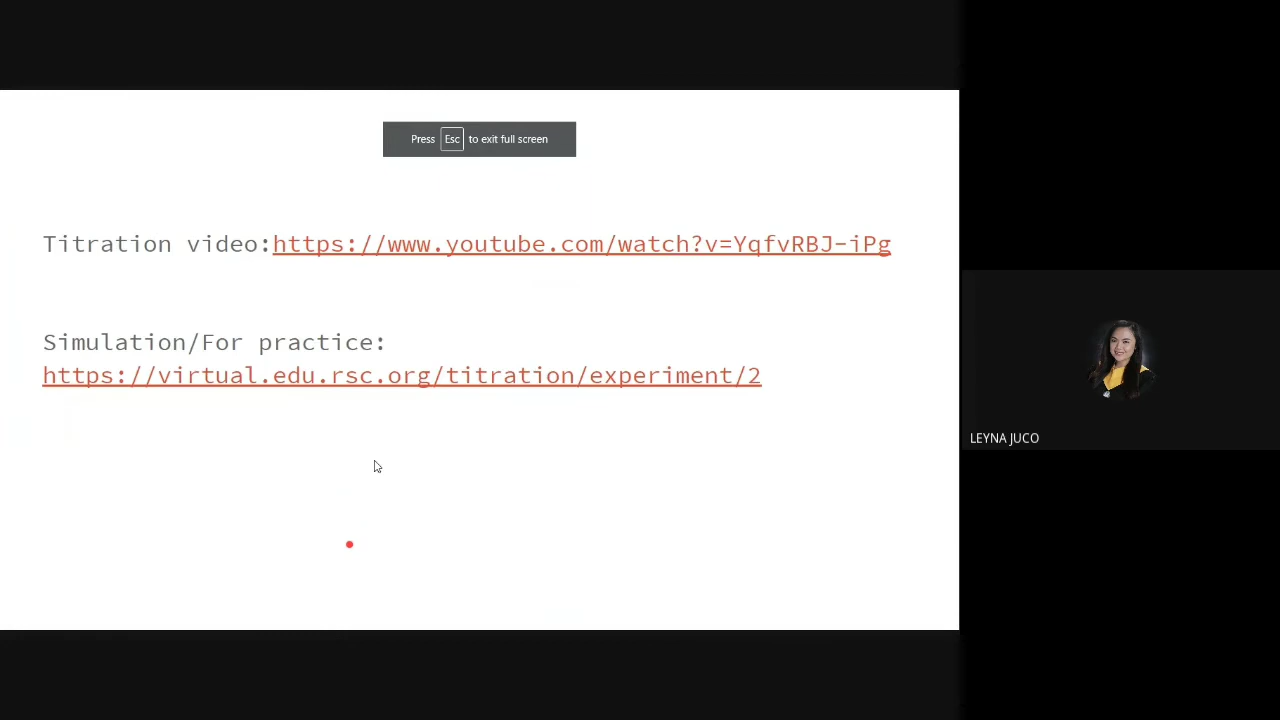 Press Esc to exit full screen
Titration video:https://www.youtube.com/watch?v=YqfvRBJ-iPg
Simulation/For practice:
https://virtual.edu.rsc.org/titration/experiment/2
LEYNA JUCO